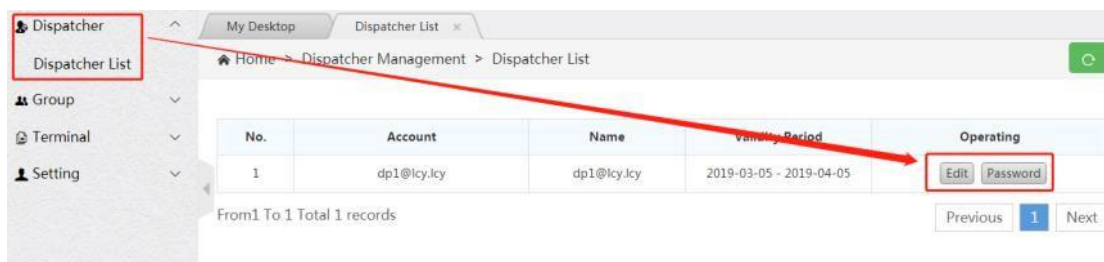 Dispatcher
Dispatcher List
Group
Terminal
Setting
My Desktop
Dispatcher List ×
Home > Dispatcher Management > Dispatcher List
No. Account Name Validity Period Operating
1 dp1@lcy.lcy dp1@lcy.lcy 2019-03-05 - 2019-04-05 Edit Password
From1 To 1 Total 1 records
Previous 1 Next